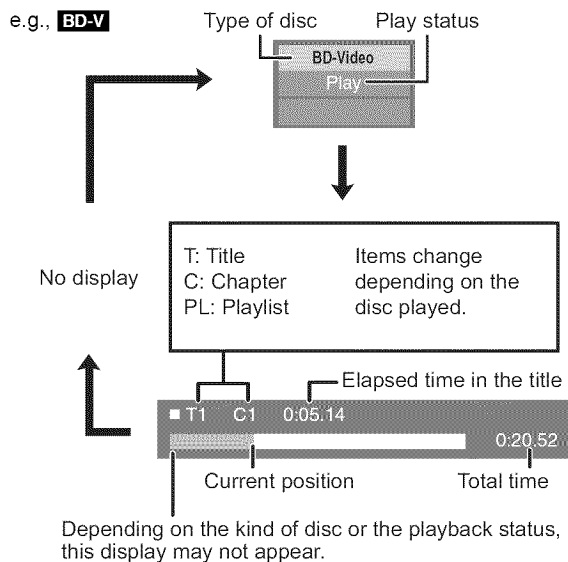 e.g., BD-V
Type of disc
Play status
BD-Video
Play
T: Title
C: Chapter
PL: Playlist
Items change
depending on the
disc played.
No display
Elapsed time in the title
T1 C1 0:05.14
0:20.52
Current position
Total time
Depending on the kind of disc or the playback status,
this display may not appear.